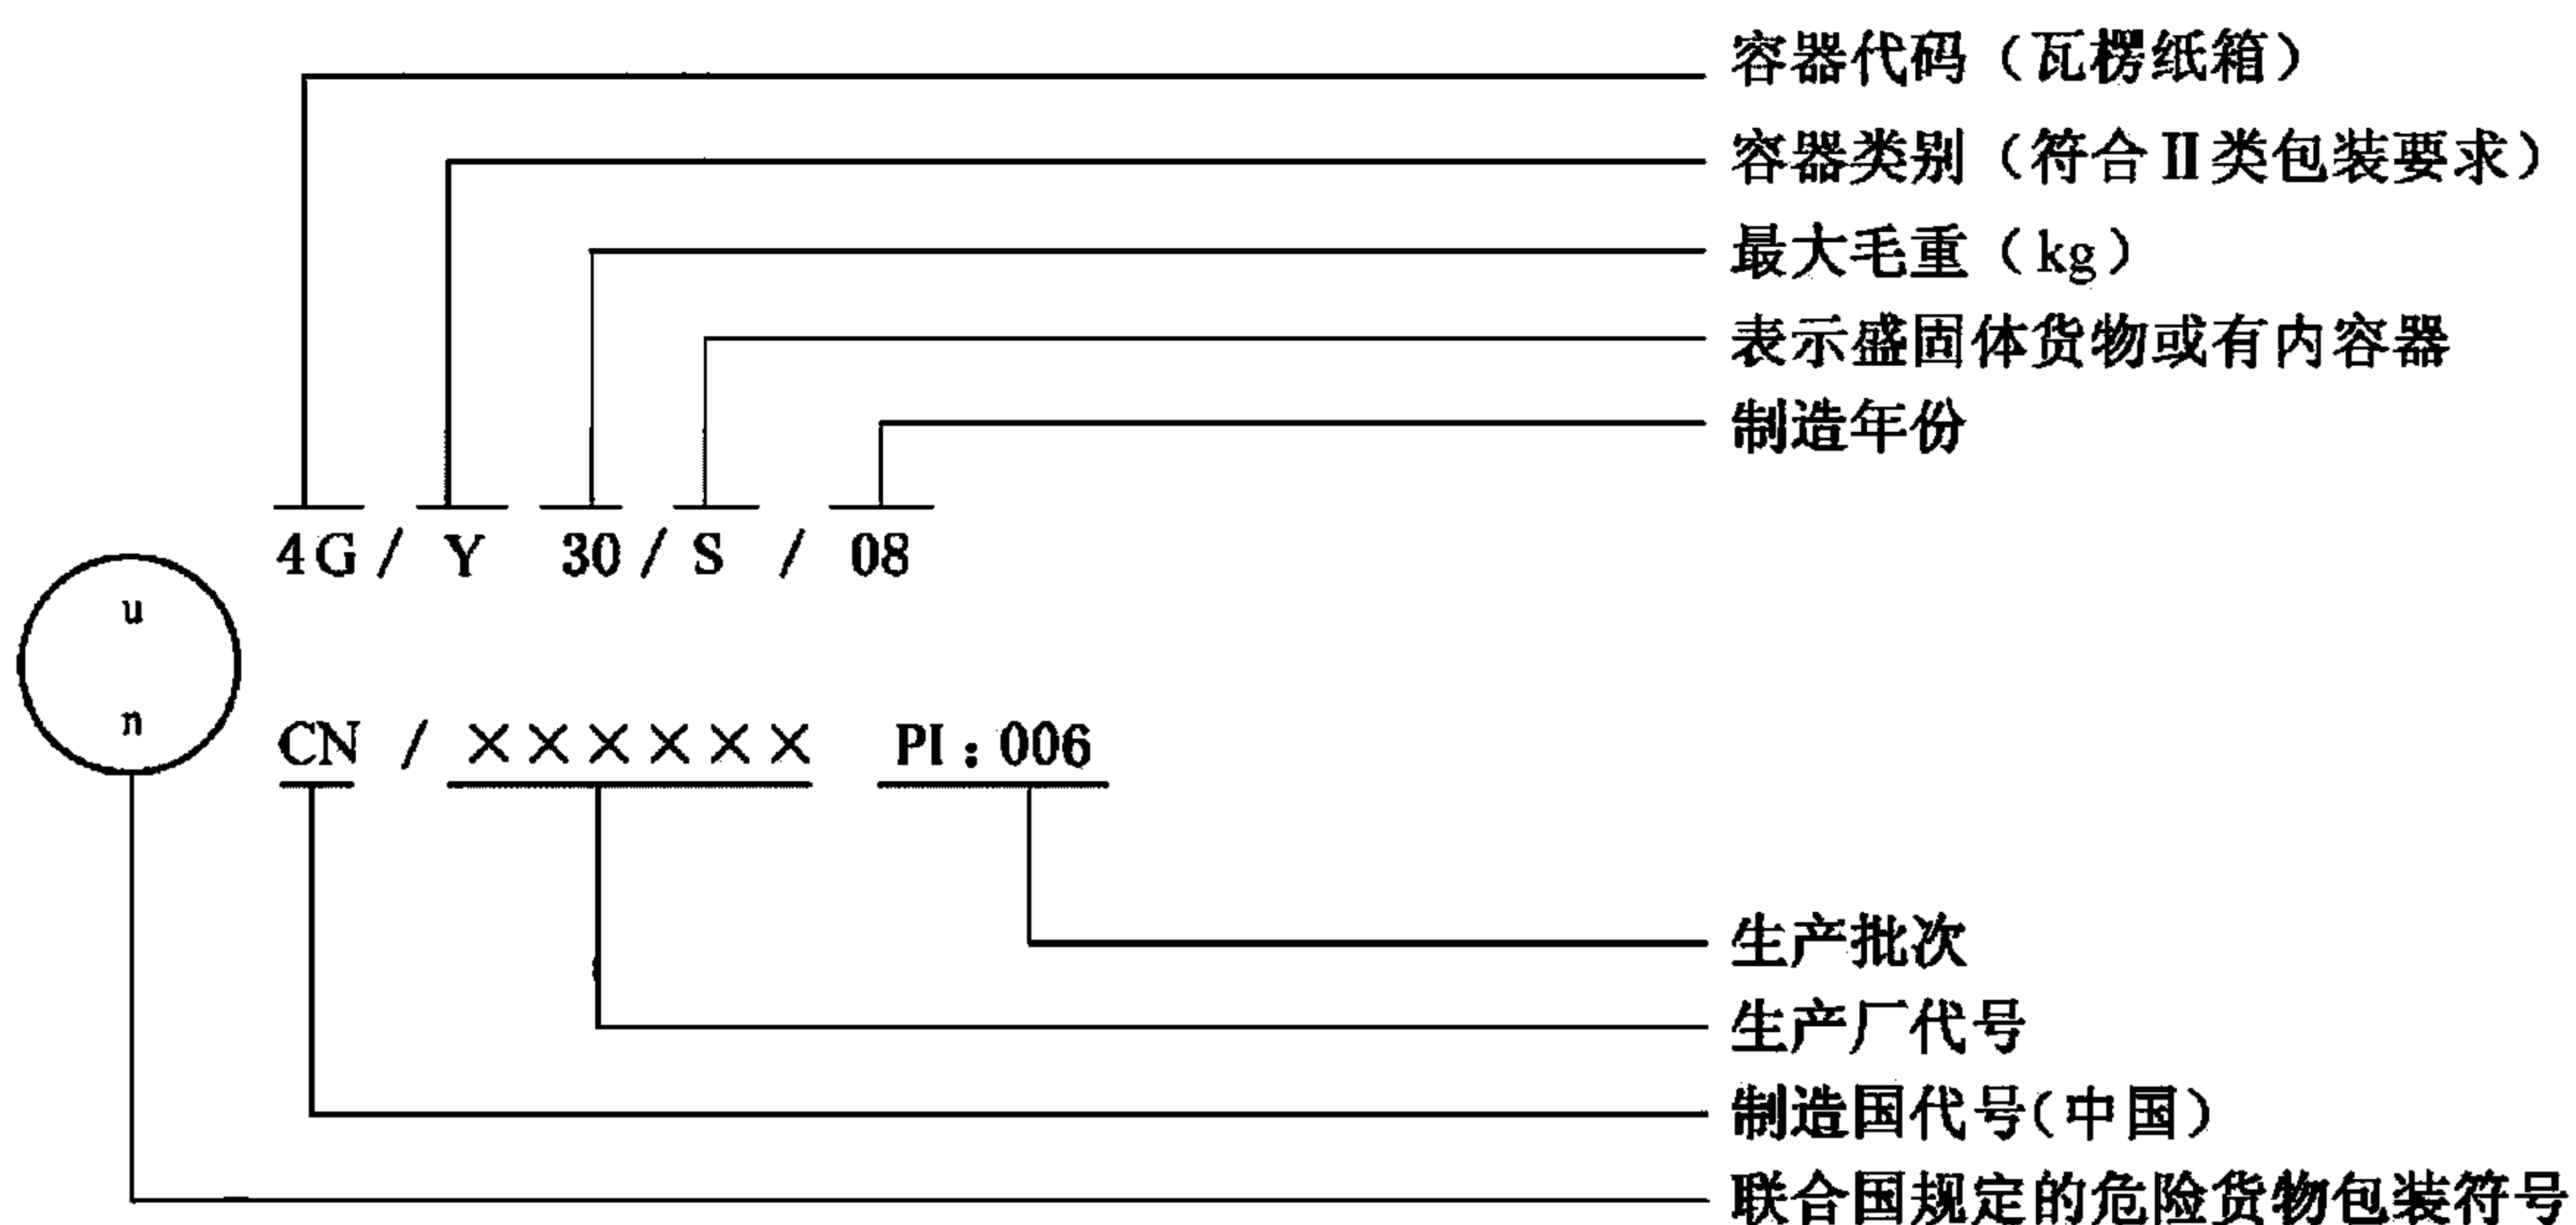 容器代码（瓦楞纸箱）
容器类别（符合Ⅱ类包装要求）
最大毛重（kg）
表示盛固体货物或有内容器
制造年份
4G/ Y 30/S / 08
u
n
CN / ×××××× PI:006
生产批次
生产厂代号
制造国代号(中国)
联合国规定的危险货物包装符号